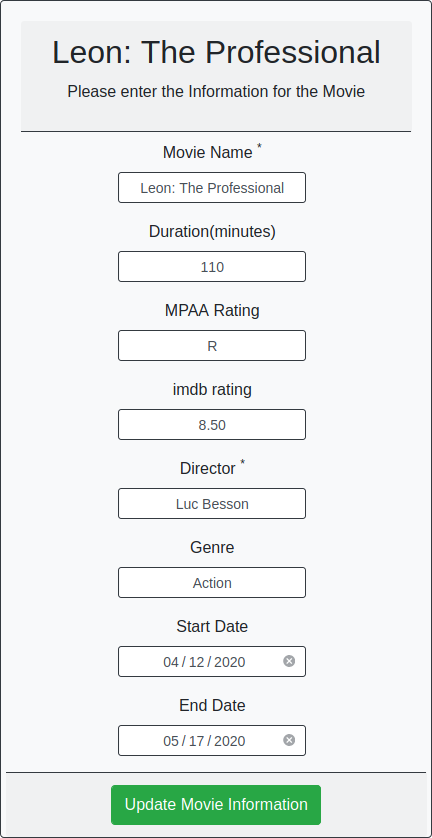 Leon: The Professional
Please enter the Information for the Movie
Movie Name *
Leon: The Professional
Duration(minutes)
110
MPAA Rating
R
imdb rating
8.50
Director *
Luc Besson
Genre
Action
Start Date
04 / 12 / 2020
End Date
05 / 17 / 2020
Update Movie Information